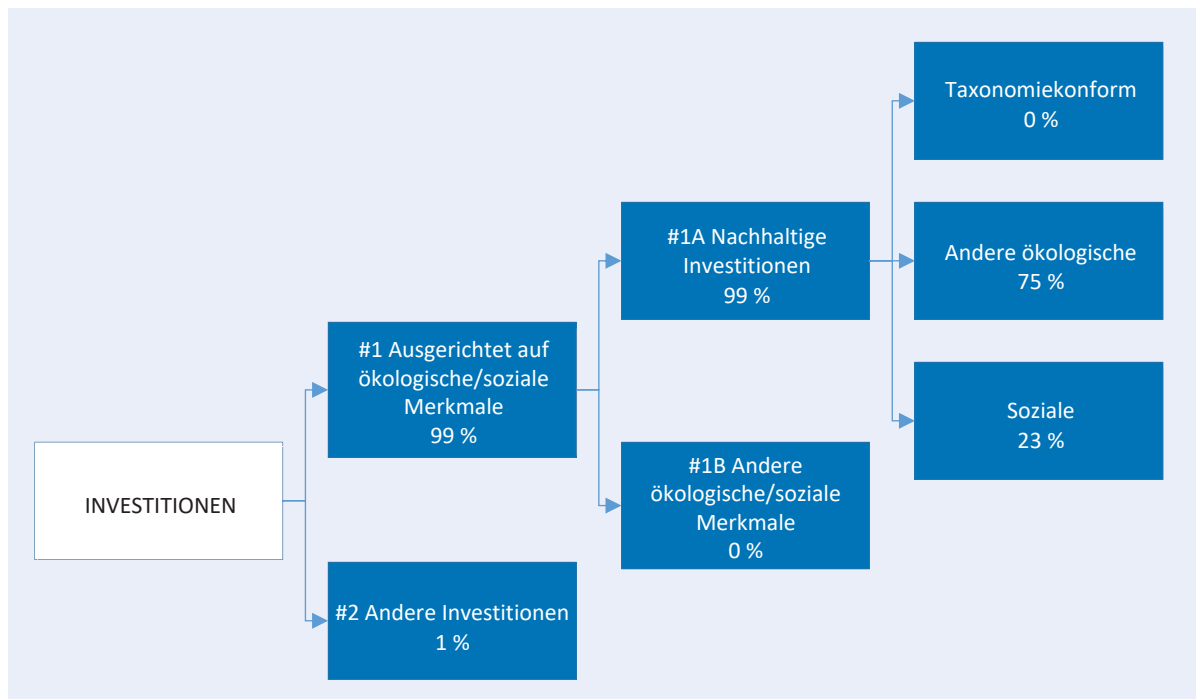 INVESTITIONEN
#1 Ausgerichtet auf
ökologische/soziale
Merkmale
99 %
#2 Andere Investitionen
1 %
#1A Nachhaltige
Investitionen
99 %
#1B Andere
ökologische/soziale
Merkmale
0 %
Taxonomiekonform
0 %
Andere ökologische
75 %
Soziale
23 %